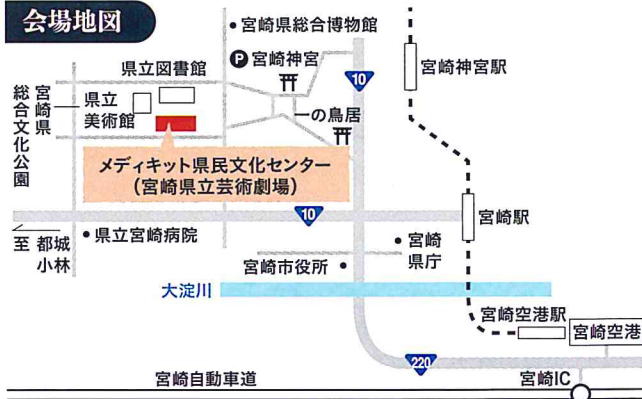 会場地図
宮崎県総合博物館
P 宮崎神宮
県立図書館
10
宮崎神宮駅
宮崎県
総合文化公園
県立
美術館
一の鳥居
メディキット県民文化センター
（宮崎県立芸術劇場）
10
宮崎駅
至 都城
小林
県立宮崎病院
宮崎
県庁
宮崎市役所
大淀川
宮崎空港駅
宮崎空港
220
宮崎自動車道
宮崎IC